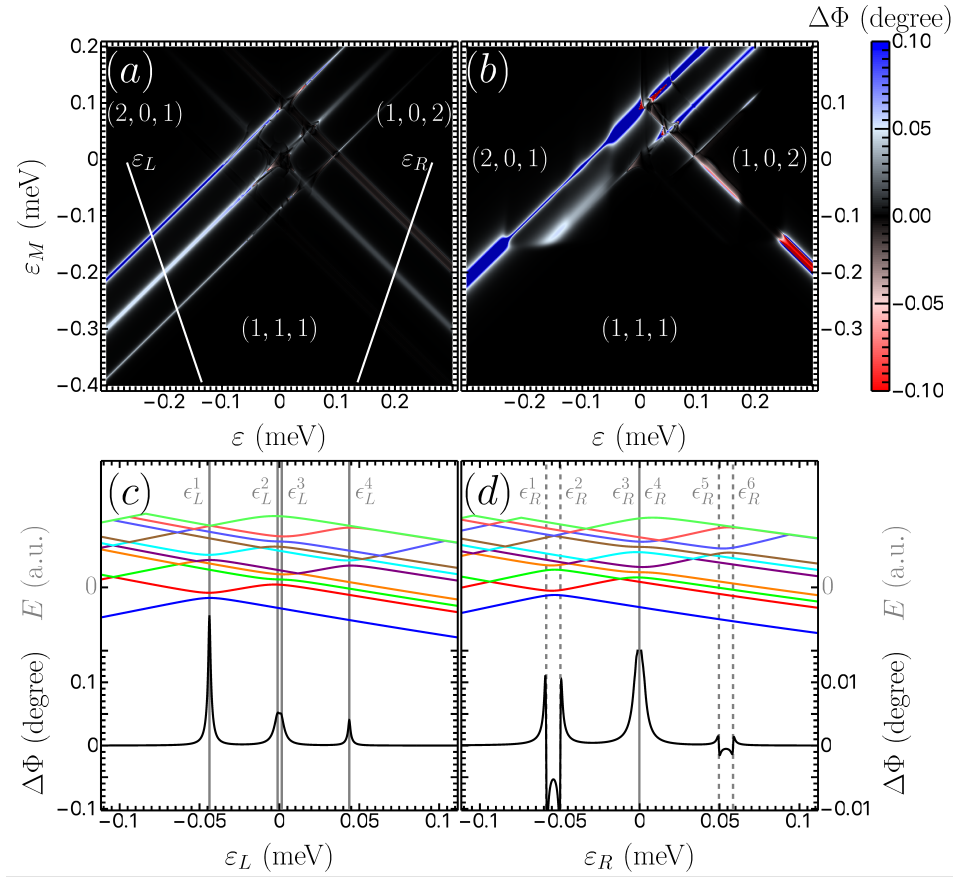 ΔΦ (degree)
(a)
(b)
0.2
0.1
0
−0.1
−0.2
−0.3
−0.4
ε_M (meV)
(2, 0, 1)
(1, 0, 2)
ε_L
ε_R
(1, 1, 1)
(2, 0, 1)
(1, 0, 2)
(1, 1, 1)
0.1
0
−0.1
−0.2
−0.3
0.10
0.05
0.00
−0.05
−0.10
−0.2 −0.1 0 0.1 0.2
−0.2 −0.1 0 0.1 0.2
ε (meV)
ε (meV)
(c)
ϵ_L^1 ϵ_L^2 ϵ_L^3 ϵ_L^4
(d)
ϵ_R^1 ϵ_R^2 ϵ_R^3 ϵ_R^4 ϵ_R^5 ϵ_R^6
E (a.u.)
0
0
E (a.u.)
ΔΦ (degree)
0
−0.1
0.01
0
−0.01
ΔΦ (degree)
−0.1 −0.05 0 0.05 0.1
−0.1 −0.05 0 0.05 0.1
ε_L (meV)
ε_R (meV)